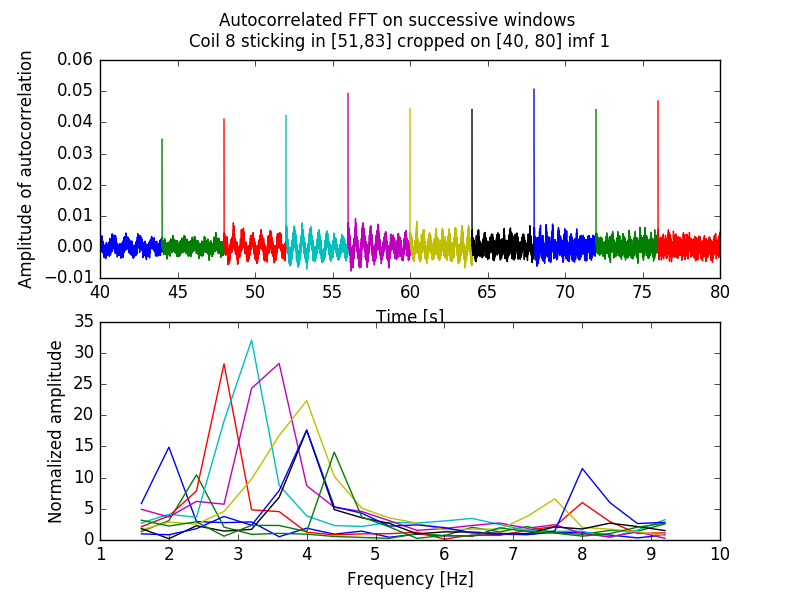 Autocorrelated FFT on successive windows
Coil 8 sticking in [51,83] cropped on [40, 80] imf 1
Amplitude of autocorrelation
0.06
0.05
0.04
0.03
0.02
0.01
0.00
−0.01
40 45 50 55 60 65 70 75 80
Time [s]
Normalized amplitude
35
30
25
20
15
10
5
0
1 2 3 4 5 6 7 8 9 10
Frequency [Hz]